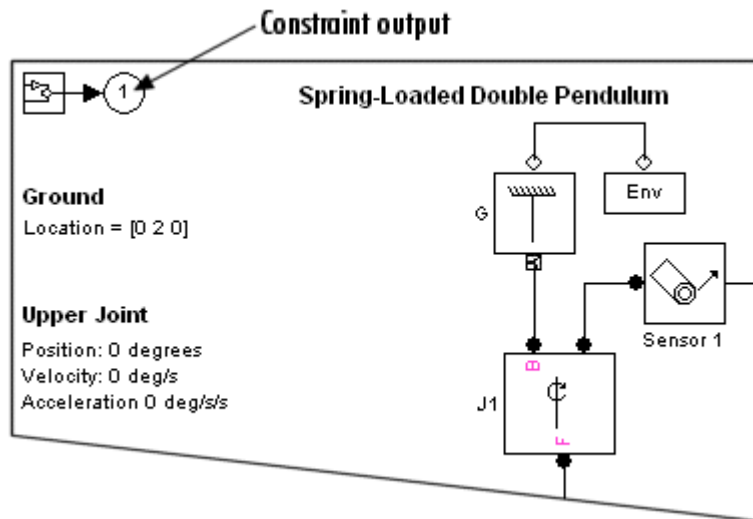 Constraint output
1
Spring-Loaded Double Pendulum
Ground
Location = [0 2 0]
G
Env
Sensor 1
Upper Joint
Position: 0 degrees
Velocity: 0 deg/s
Acceleration 0 deg/s/s
B
J1
F